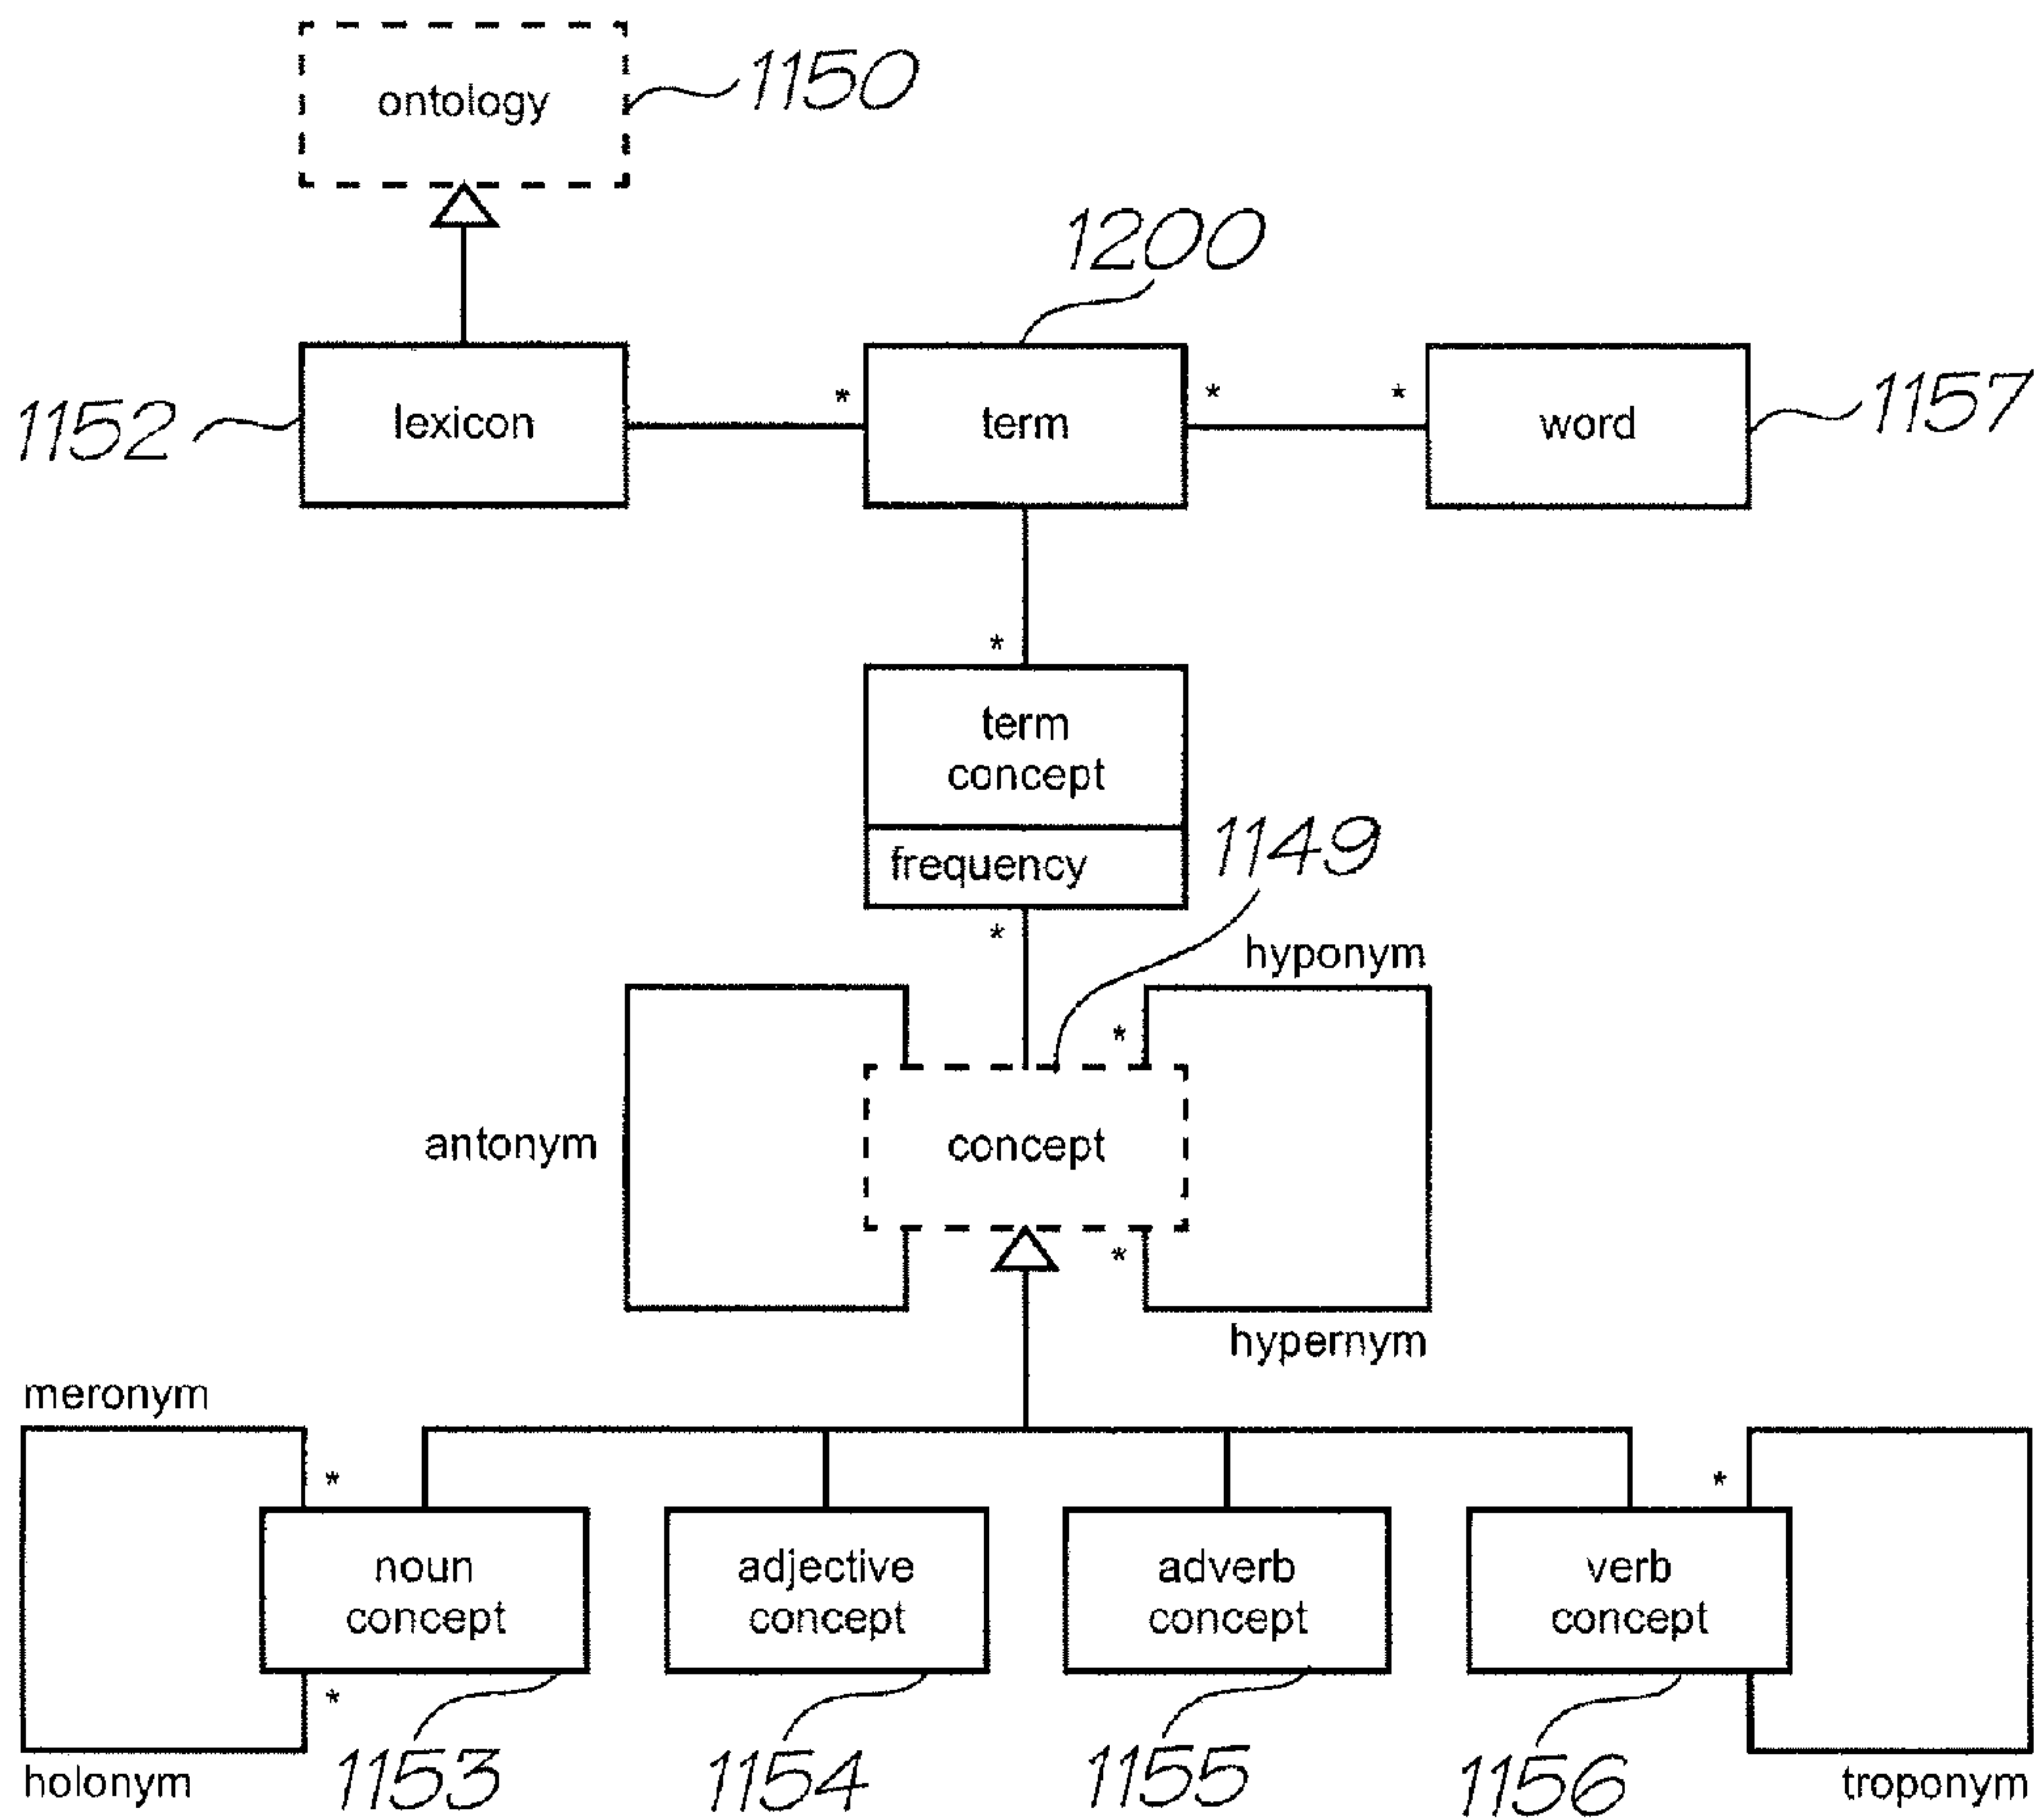 ontology
1150
1200
1152
lexicon
*
term
*
*
word
1157
*
term
concept
frequency
1149
*
hyponym
*
antonym
concept
*
hypernym
meronym
*
*
noun
concept
adjective
concept
adverb
concept
verb
concept
*
holonym
1153
1154
1155
1156
troponym